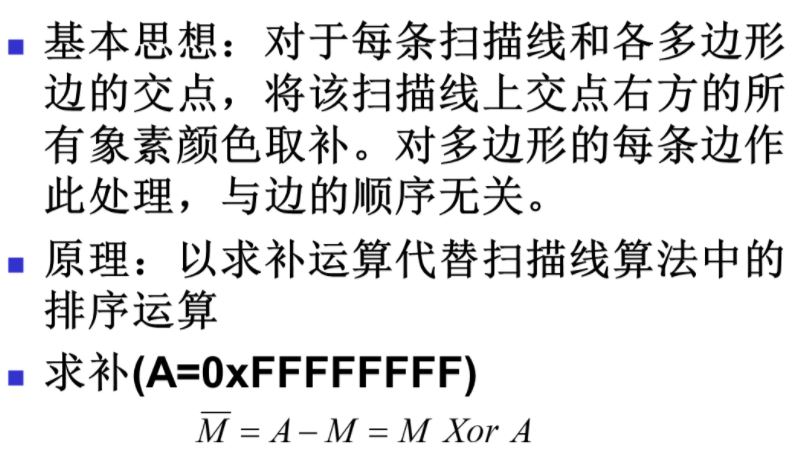 基本思想：对于每条扫描线和各多边形
边的交点，将该扫描线上交点右方的所
有象素颜色取补。对多边形的每条边作
此处理，与边的顺序无关。
原理：以求补运算代替扫描线算法中的
排序运算
求补(A=0xFFFFFFFF)
M̅ = A − M = M Xor A